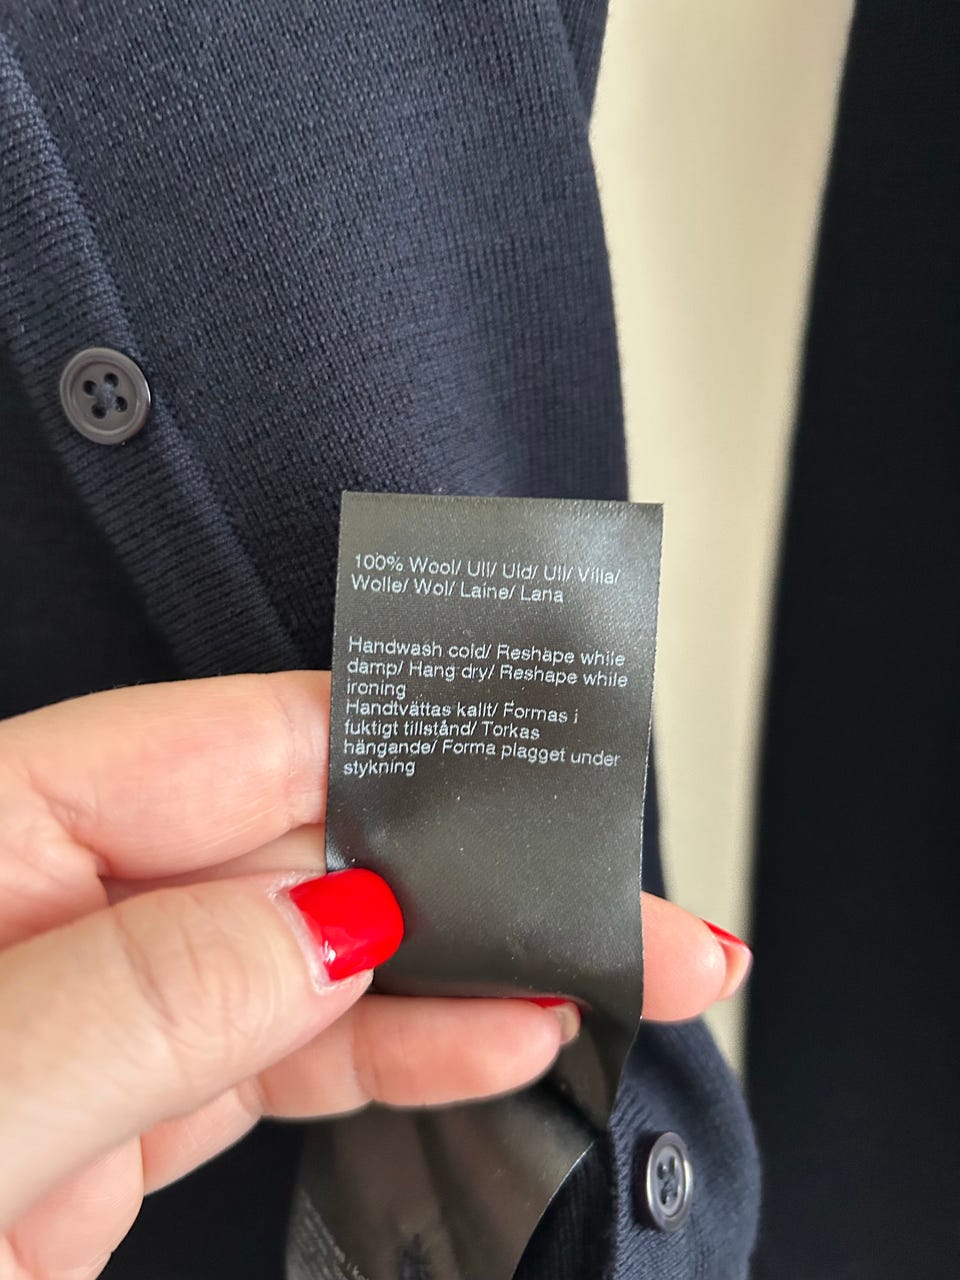 100% Wool/ Ull/ Uld/ Ull/ Villa/
Wolle/ Wol/ Laine/ Lana
Handwash cold/ Reshape while
damp/ Hang dry/ Reshape while
ironing
Handtvättas kallt/ Formas i
fuktigt tillstånd/ Torkas
hängande/ Forma plagget under
stykning